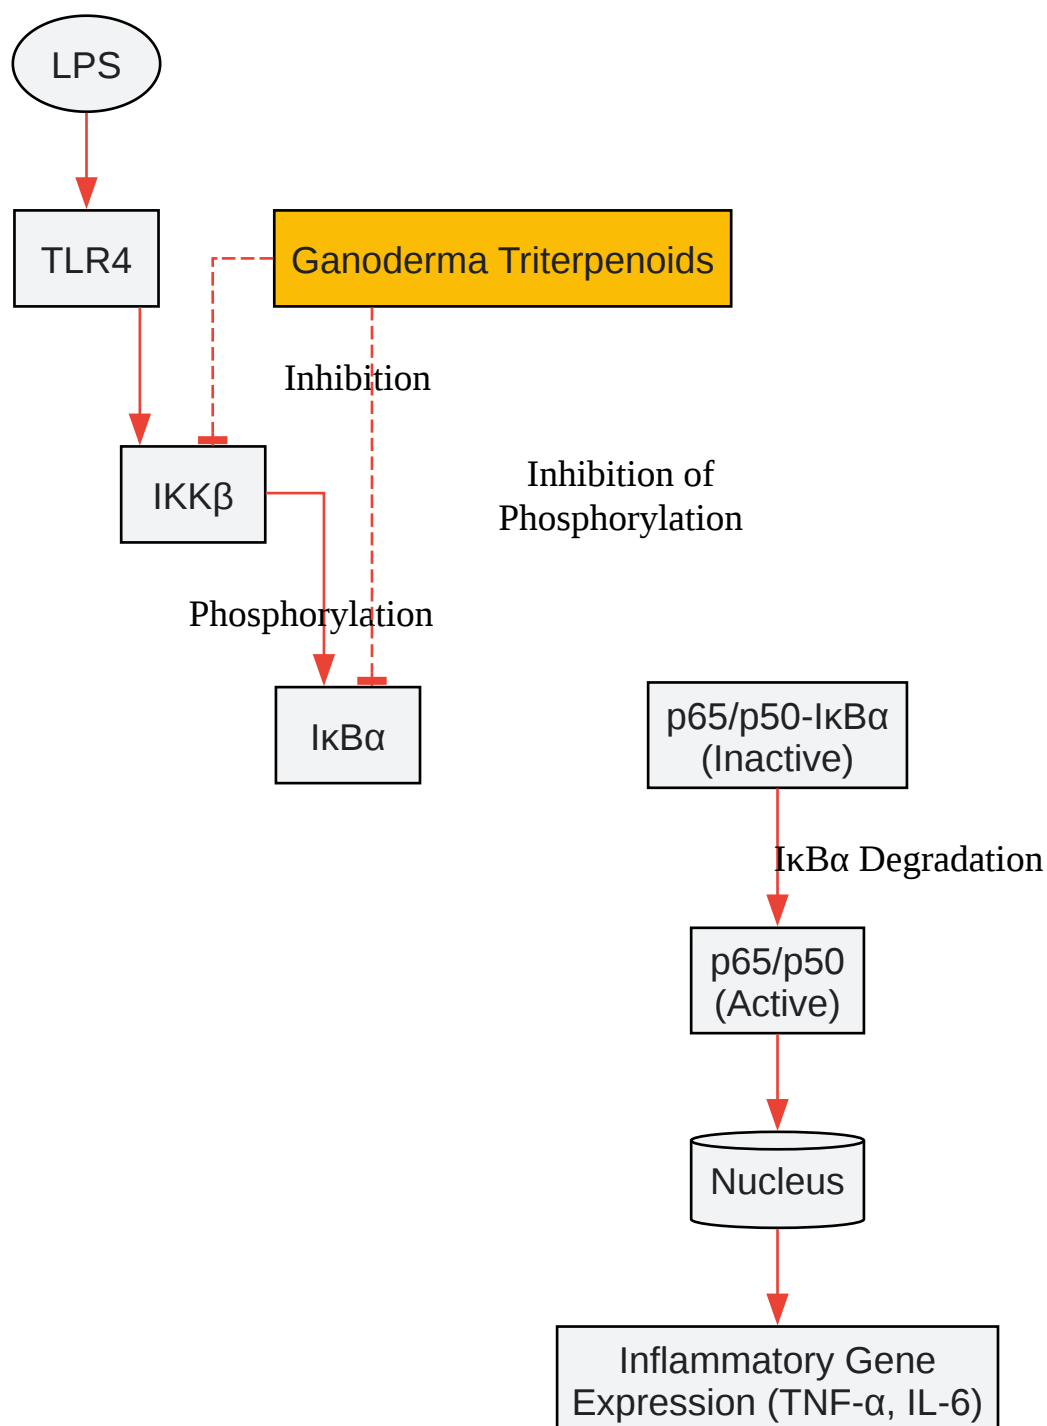 LPS
TLR4
Ganoderma Triterpenoids
Inhibition
IKKβ
Inhibition of
Phosphorylation
Phosphorylation
IκBα
p65/p50-IκBα
(Inactive)
IκBα Degradation
p65/p50
(Active)
Nucleus
Inflammatory Gene
Expression (TNF-α, IL-6)